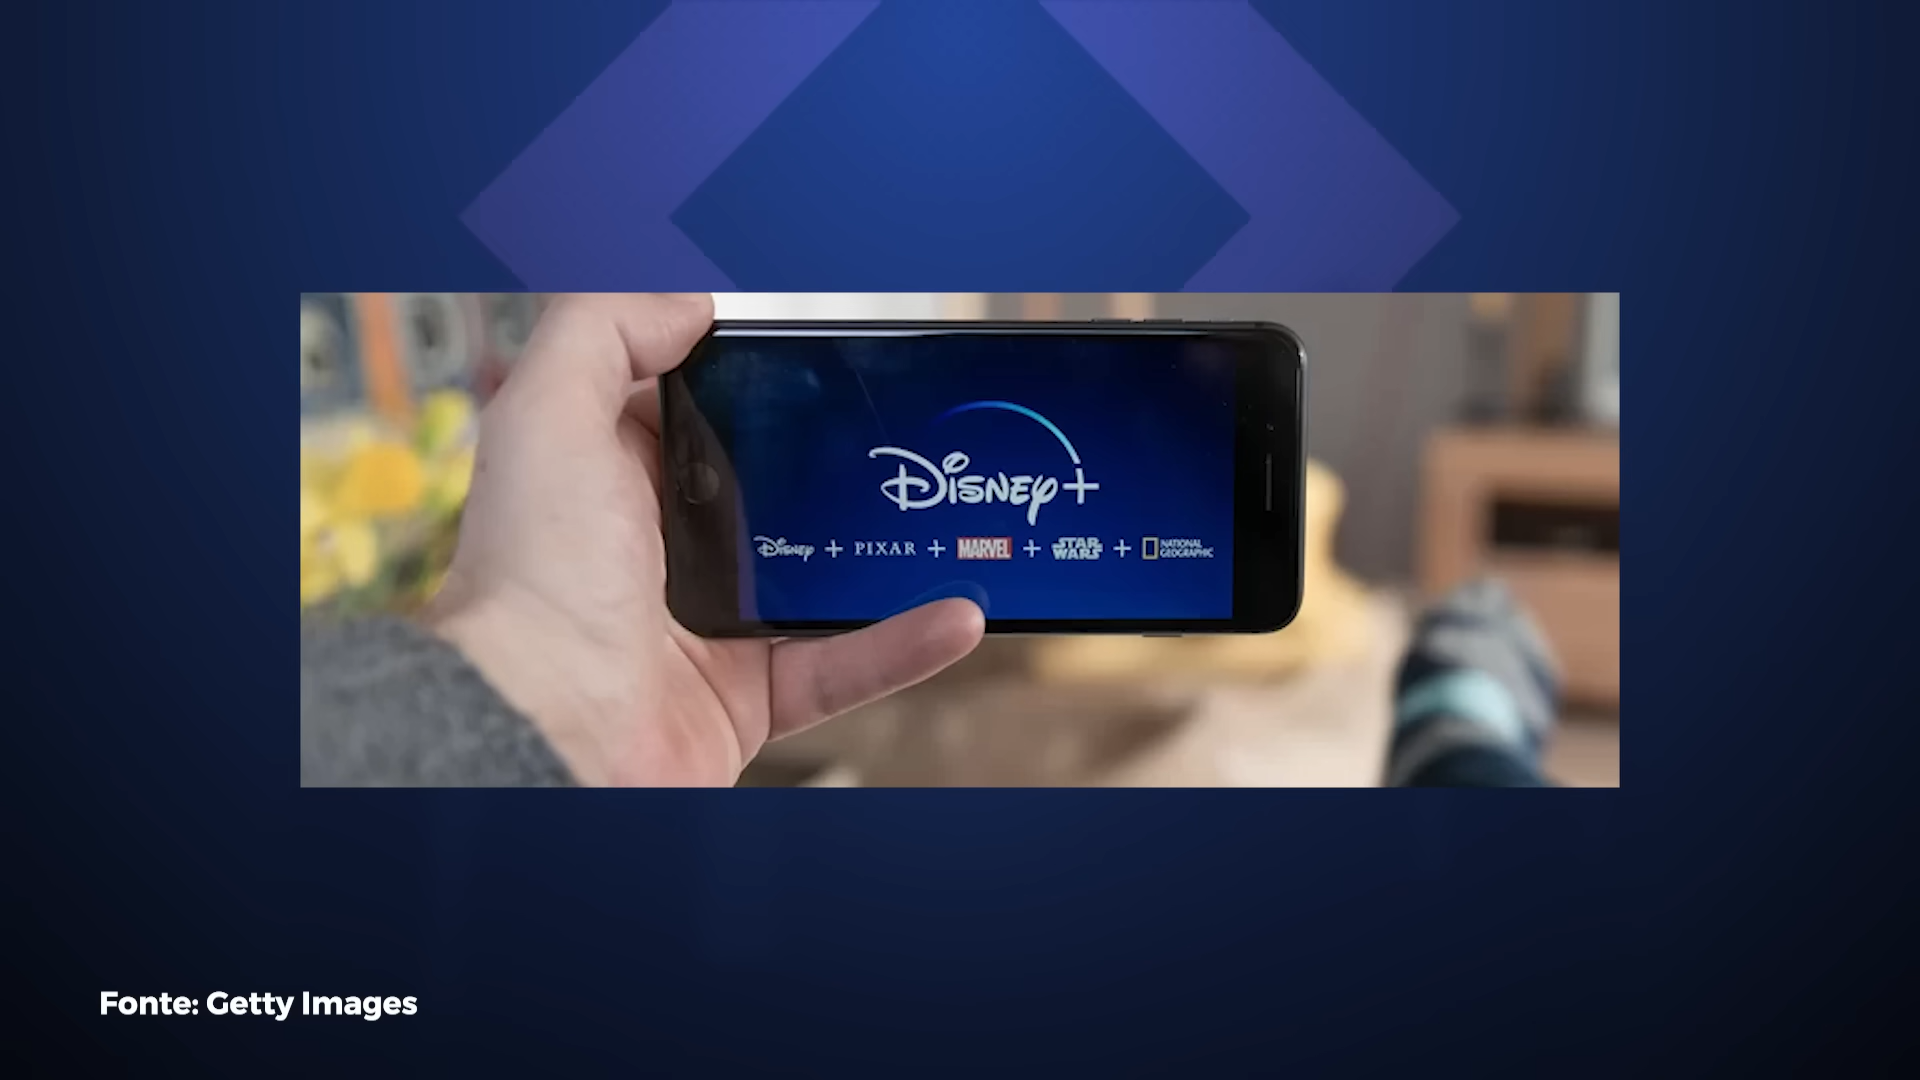 Disney+
Disney + PIXAR + MARVEL + STAR WARS + NATIONAL GEOGRAPHIC
Fonte: Getty Images